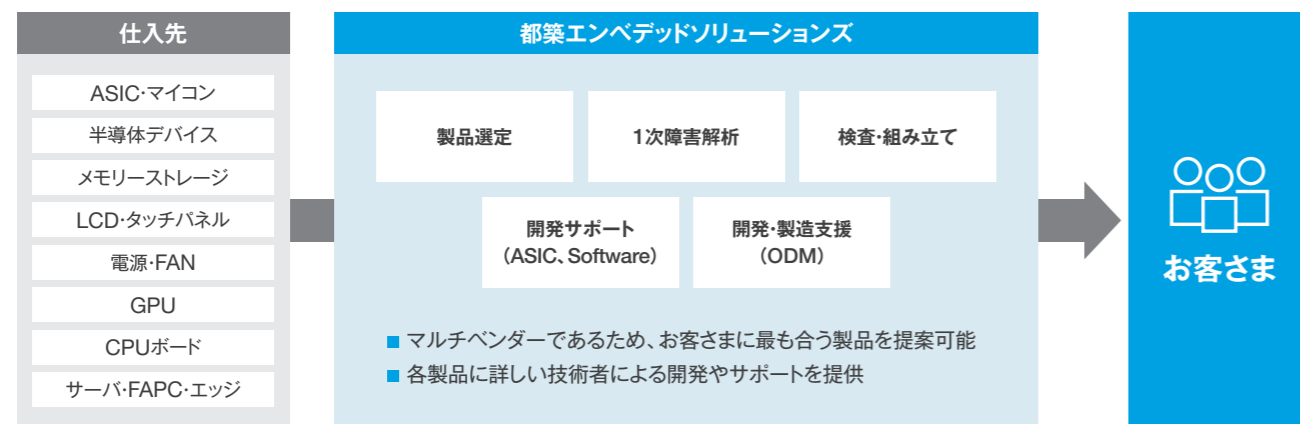 仕入先
ASIC・マイコン
半導体デバイス
メモリーストレージ
LCD・タッチパネル
電源・FAN
GPU
CPUボード
サーバ・FAPC・エッジ
都築エンベデッドソリューションズ
製品選定
1次障害解析
検査・組み立て
開発サポート
（ASIC、Software）
開発・製造支援
（ODM）
マルチベンダーであるため、お客さまに最も合う製品を提案可能
各製品に詳しい技術者による開発やサポートを提供
お客さま